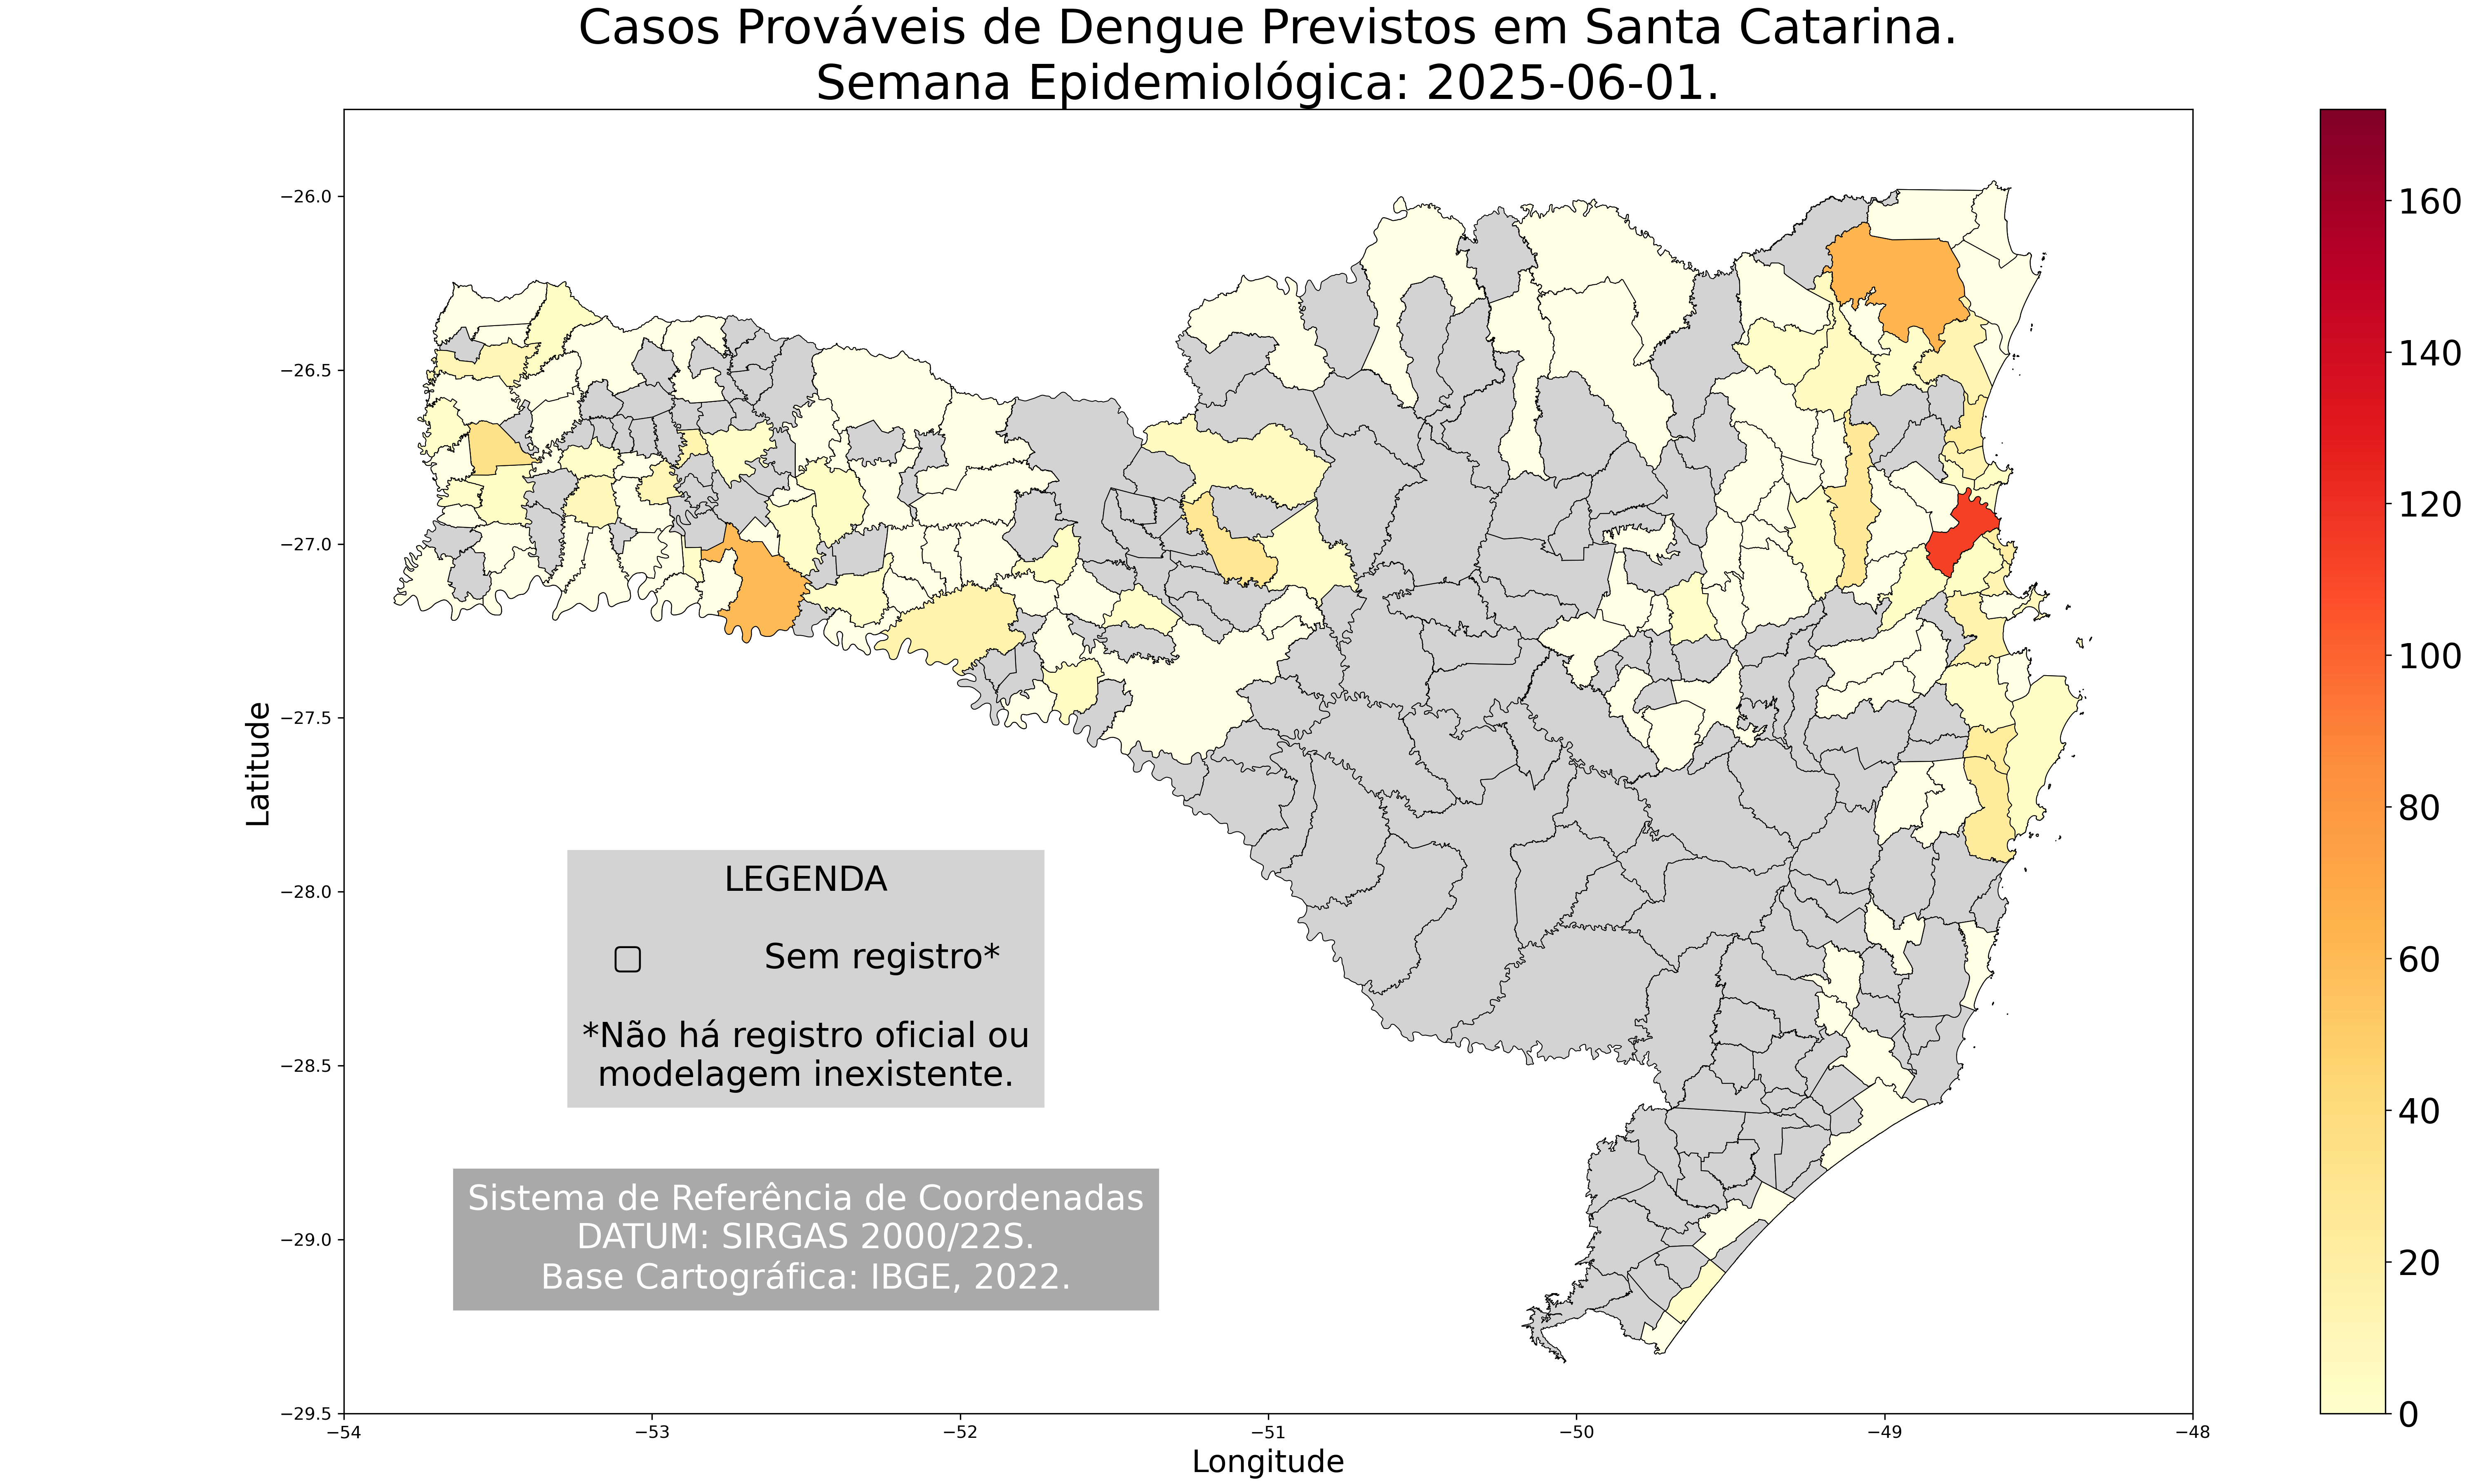 Casos Prováveis de Dengue Previstos em Santa Catarina.
Semana Epidemiológica: 2025-06-01.
Latitude
−26.0
−26.5
−27.0
−27.5
−28.0
−28.5
−29.0
−29.5
LEGENDA
Sem registro*
*Não há registro oficial ou
modelagem inexistente.
Sistema de Referência de Coordenadas
DATUM: SIRGAS 2000/22S.
Base Cartográfica: IBGE, 2022.
−54 −53 −52 −51 −50 −49 −48
Longitude
160
140
120
100
80
60
40
20
0